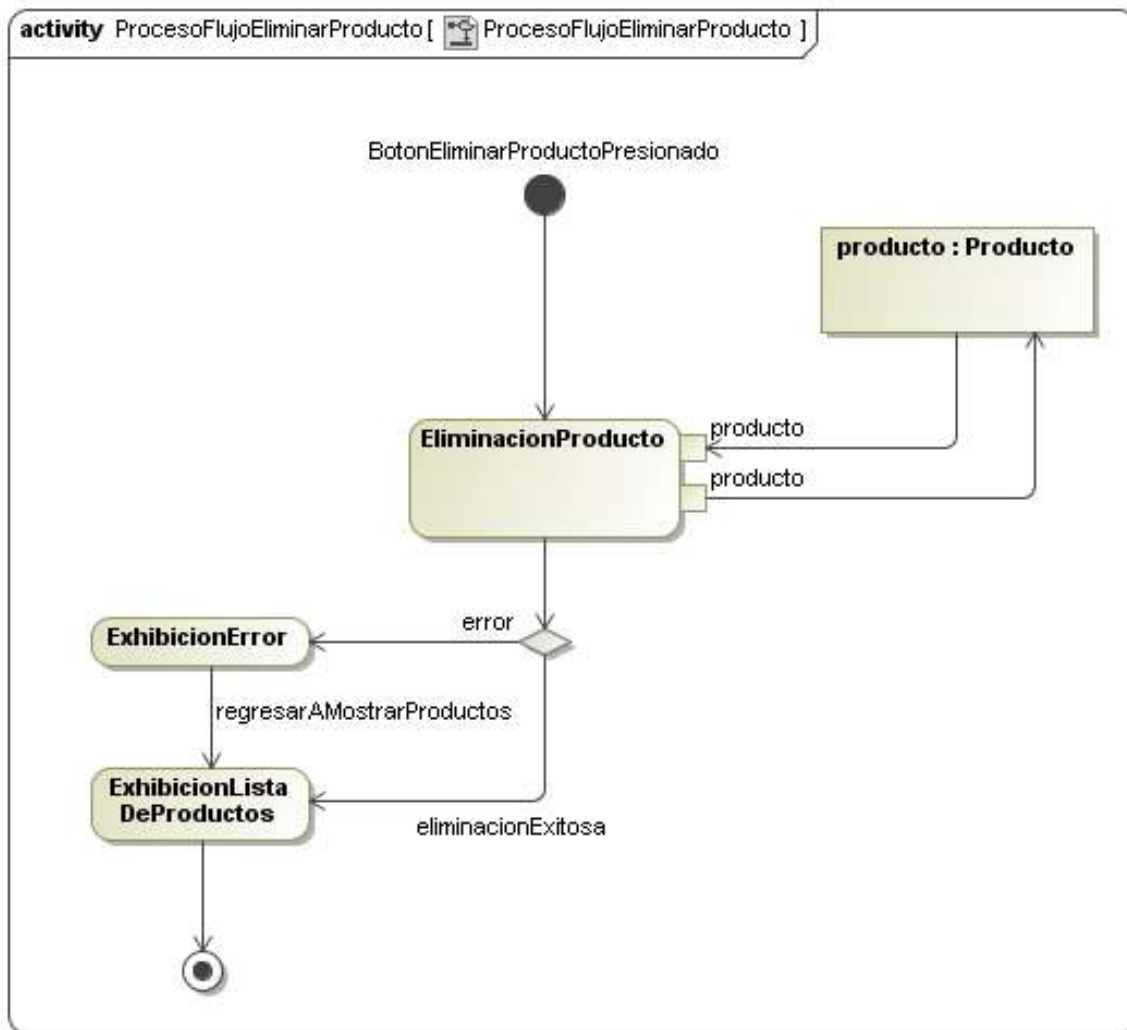 activity ProcesoFlujoEliminarProducto [ ProcesoFlujoEliminarProducto ]
BotonEliminarProductoPresionado
producto : Producto
EliminacionProducto
producto
producto
error
ExhibicionError
regresarAMostrarProductos
ExhibicionLista
DeProductos
eliminacionExitosa